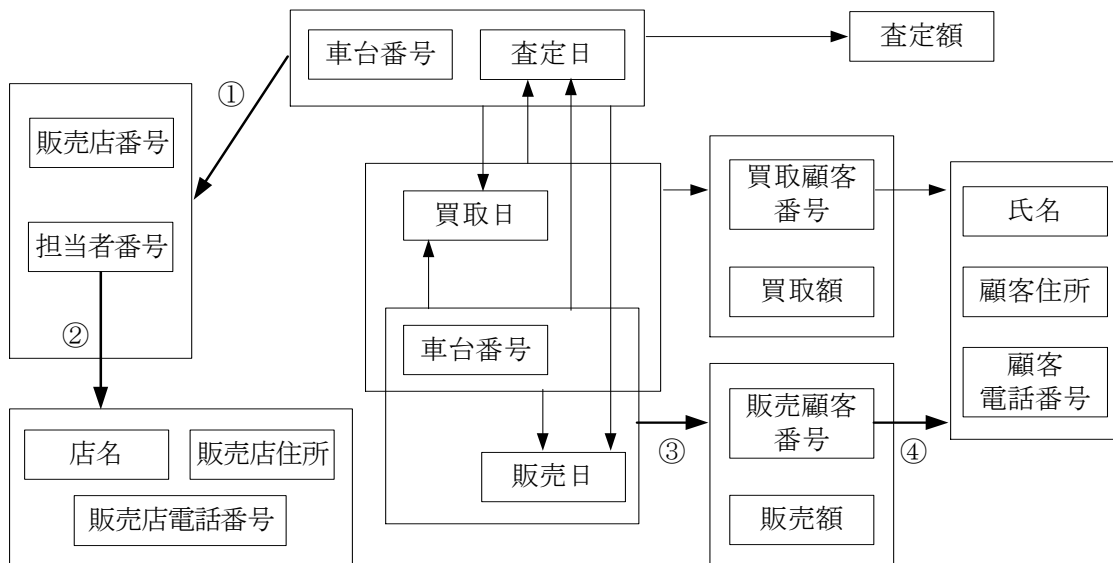 車台番号
査定日
査定額
①
販売店番号
担当者番号
②
店名
販売店住所
販売店電話番号
買取日
車台番号
販売日
買取顧客
番号
買取額
③
販売顧客
番号
販売額
④
氏名
顧客住所
顧客
電話番号